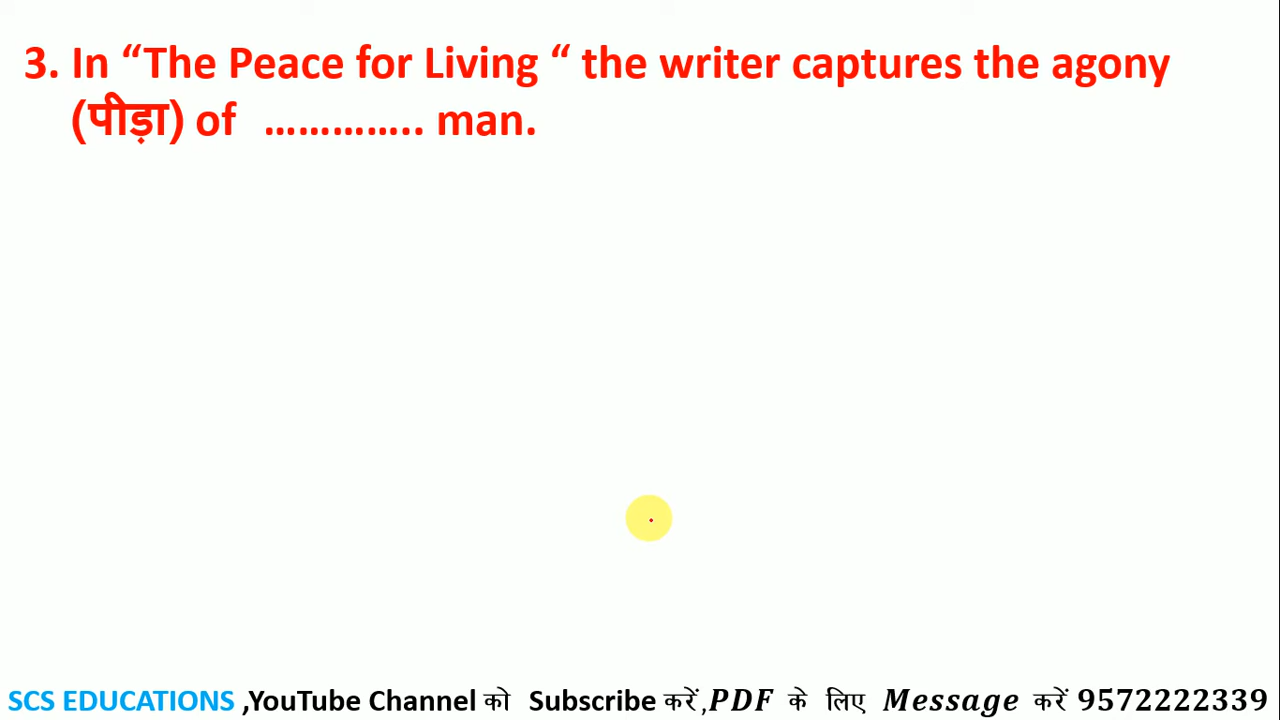 3. In “The Peace for Living “ the writer captures the agony
(पीड़ा) of ………….. man.
SCS EDUCATIONS ,YouTube Channel को Subscribe करें,PDF के लिए Message करें 9572222339